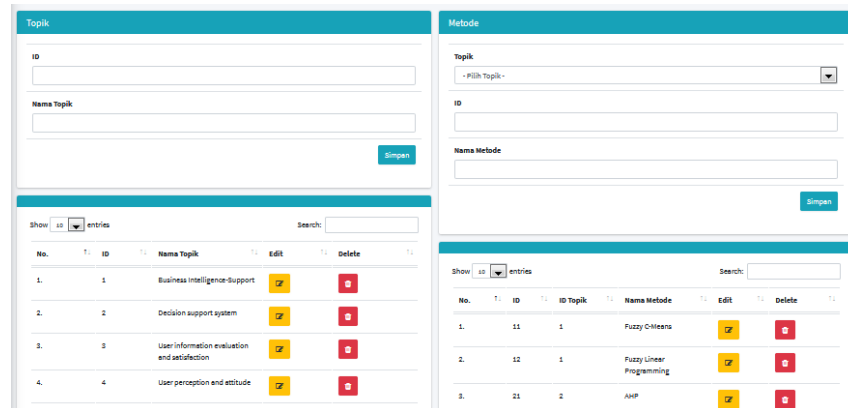 Topik
ID
Nama Topik
Simpan
Show 10 entries Search:
No. ID Nama Topik Edit Delete
1. 1 Business Intelligence-Support
2. 2 Decision support system
3. 3 User information evaluation
and satisfaction
4. 4 User perception and attitude
Metode
Topik
- Pilih Topik -
ID
Nama Metode
Simpan
Show 10 entries Search:
No. ID ID Topik Nama Metode Edit Delete
1. 11 1 Fuzzy C-Means
2. 12 1 Fuzzy Linear
Programming
3. 21 2 AHP